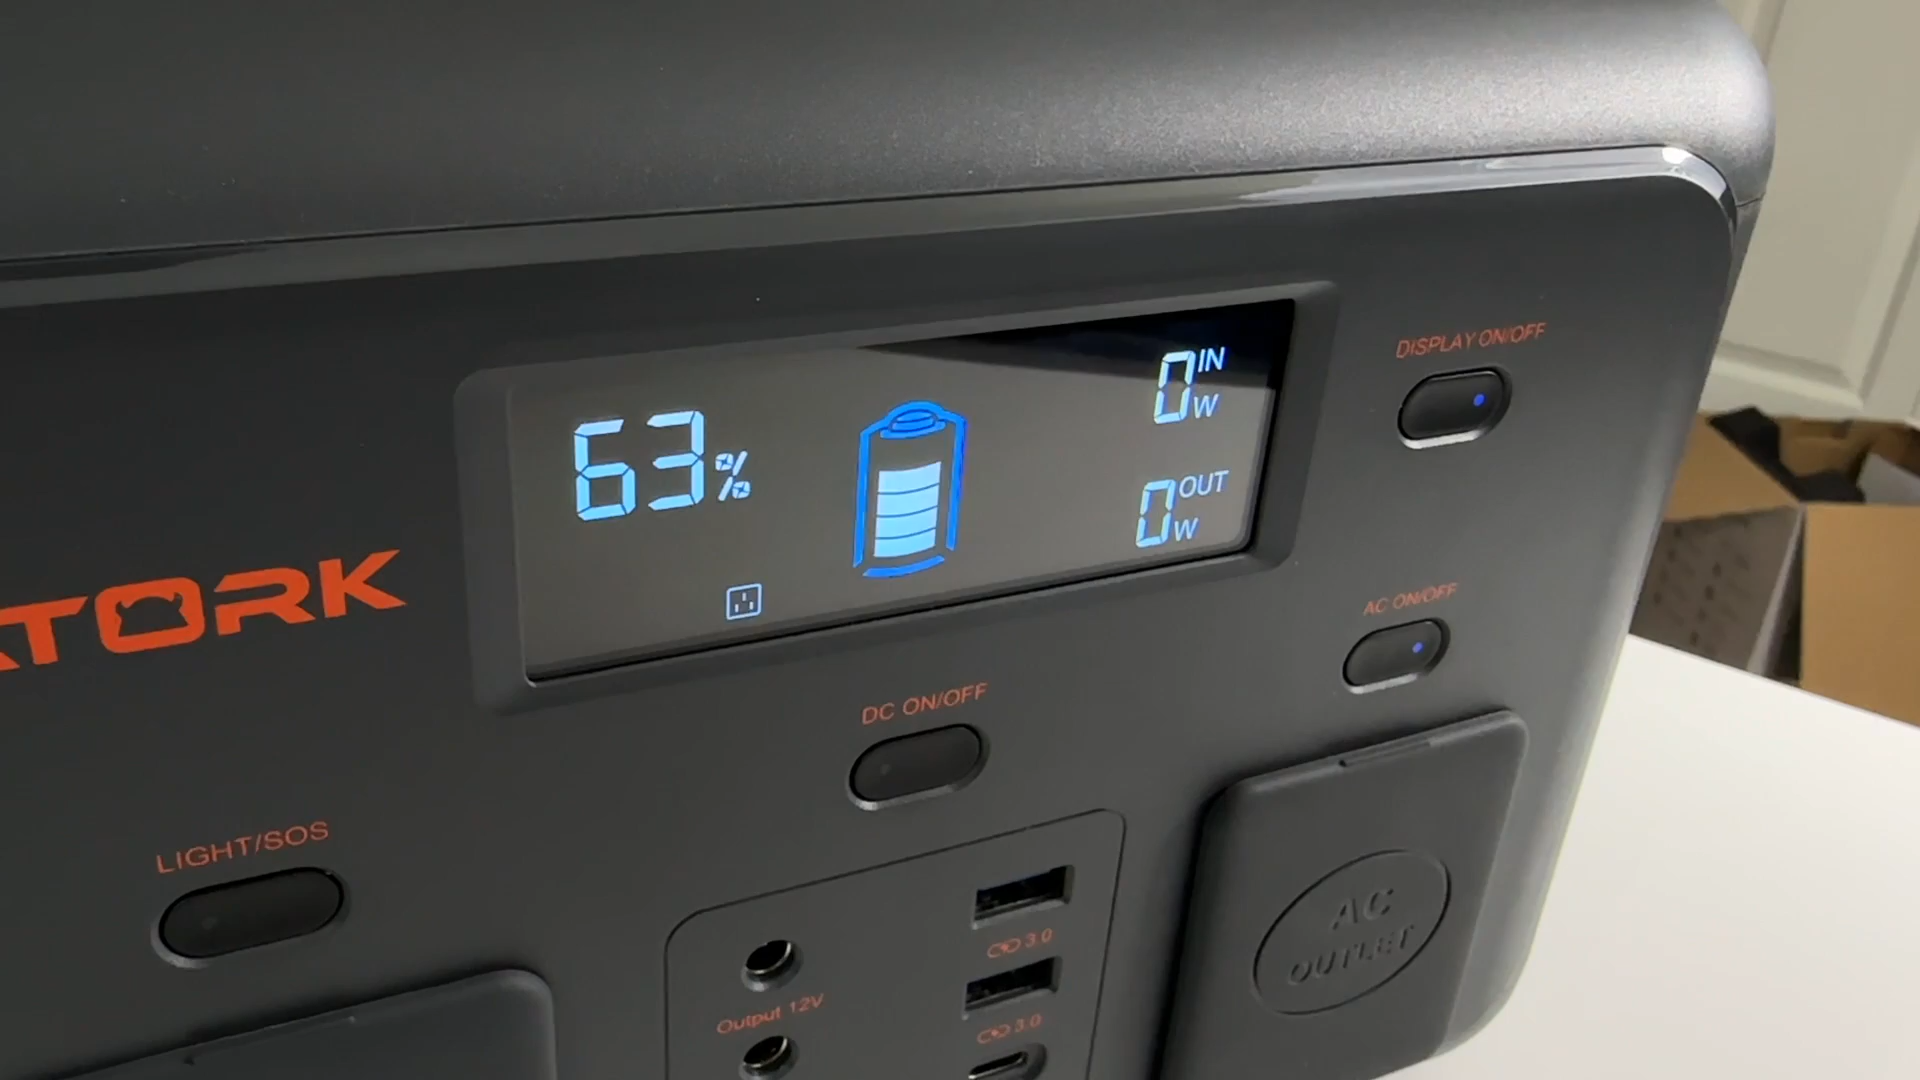 DISPLAY ON/OFF
63%
0 IN W
0 OUT W
TORK
AC ON/OFF
DC ON/OFF
LIGHT/SOS
AC
OUTLET
3.0
Output 12V
3.0